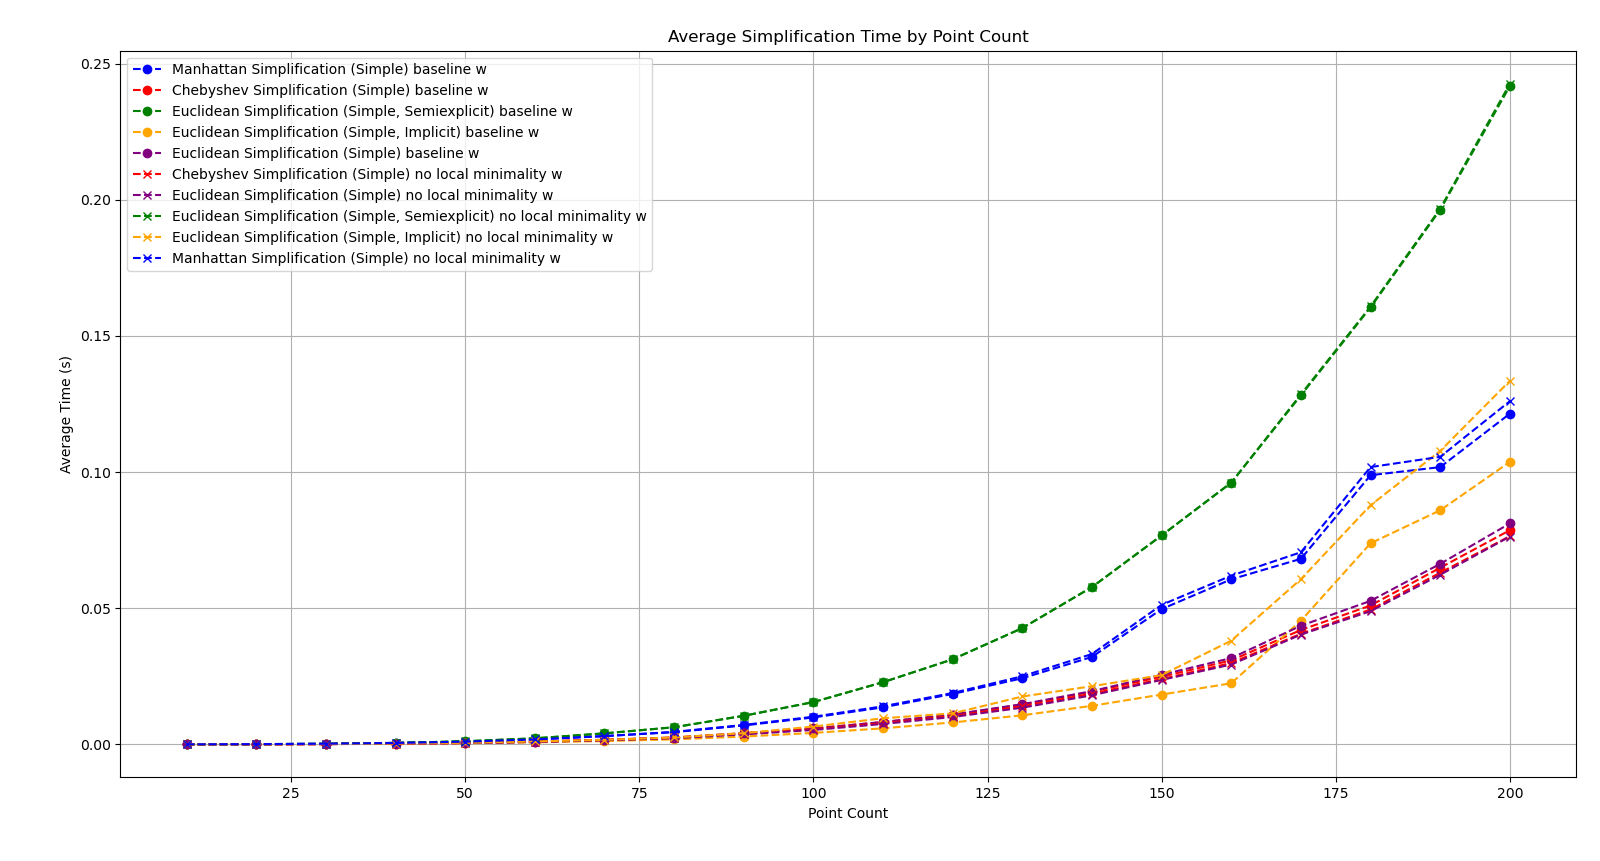 Average Simplification Time by Point Count
Manhattan Simplification (Simple) baseline w
Chebyshev Simplification (Simple) baseline w
Euclidean Simplification (Simple, Semiexplicit) baseline w
Euclidean Simplification (Simple, Implicit) baseline w
Euclidean Simplification (Simple) baseline w
Chebyshev Simplification (Simple) no local minimality w
Euclidean Simplification (Simple) no local minimality w
Euclidean Simplification (Simple, Semiexplicit) no local minimality w
Euclidean Simplification (Simple, Implicit) no local minimality w
Manhattan Simplification (Simple) no local minimality w
0.25
0.20
0.15
0.10
0.05
0.00
Average Time (s)
25
50
75
100
125
150
175
200
Point Count